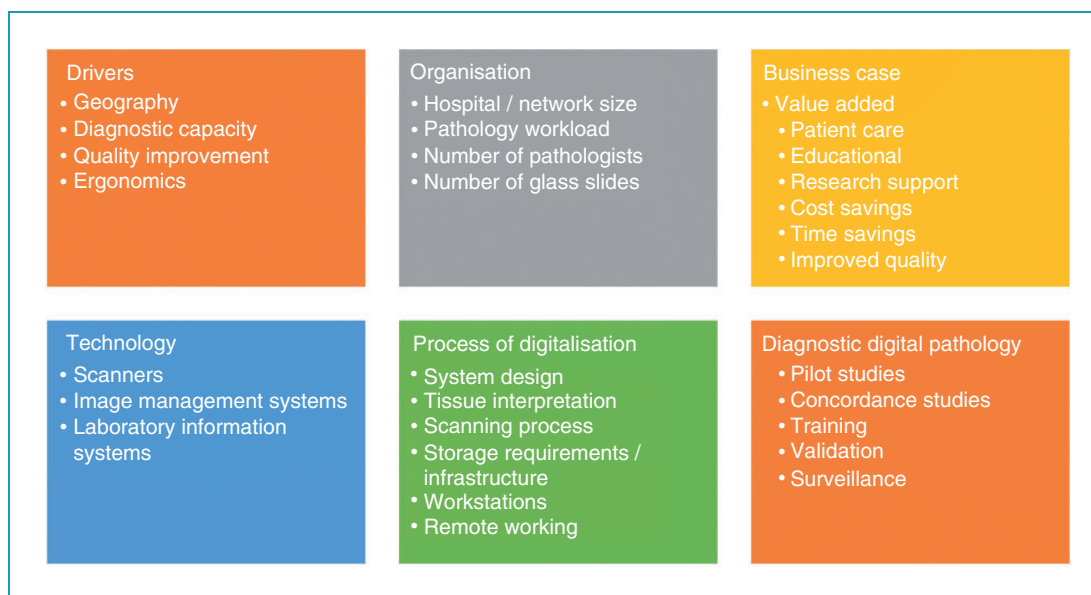 Drivers
• Geography
• Diagnostic capacity
• Quality improvement
• Ergonomics
Organisation
• Hospital / network size
• Pathology workload
• Number of pathologists
• Number of glass slides
Business case
• Value added
• Patient care
• Educational
• Research support
• Cost savings
• Time savings
• Improved quality
Technology
• Scanners
• Image management systems
• Laboratory information
systems
Process of digitalisation
• System design
• Tissue interpretation
• Scanning process
• Storage requirements /
infrastructure
• Workstations
• Remote working
Diagnostic digital pathology
• Pilot studies
• Concordance studies
• Training
• Validation
• Surveillance